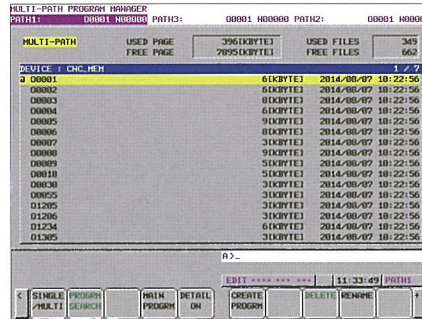 MULTI-PATH PROGRAM MANAGER
PATH1: O0001 N00000 PATH3: O0001 N00000 PATH2: O0001 N0000
MULTI-PATH USED PAGE 396[KBYTE] USED FILES 349
FREE PAGE 7895[KBYTE] FREE FILES 662
DEVICE : CNC_MEM 1 / 7
@ O0001 6[KBYTE] 2014/08/07 10:22:56
O0002 6[KBYTE] 2014/08/07 10:22:56
O0003 6[KBYTE] 2014/08/07 10:22:56
O0004 6[KBYTE] 2014/08/07 10:22:56
O0005 9[KBYTE] 2014/08/07 10:22:56
O0006 8[KBYTE] 2014/08/07 10:22:56
O0007 3[KBYTE] 2014/08/07 10:22:56
O0008 9[KBYTE] 2014/08/07 10:22:56
O0009 5[KBYTE] 2014/08/07 10:22:56
O0010 5[KBYTE] 2014/08/07 10:22:56
O0030 3[KBYTE] 2014/08/07 10:22:56
O0055 3[KBYTE] 2014/08/07 10:22:56
O1205 3[KBYTE] 2014/08/07 10:22:56
O1206 3[KBYTE] 2014/08/07 10:22:56
O1234 6[KBYTE] 2014/08/07 10:22:56
O1305 3[KBYTE] 2014/08/07 10:22:56
A>_
EDIT **** *** *** 11:33:49 PATH1
< SINGLE/MULTI PROGRM SEARCH MAIN PROGRM DETAIL ON CREATE PROGRM DELETE RENAME +